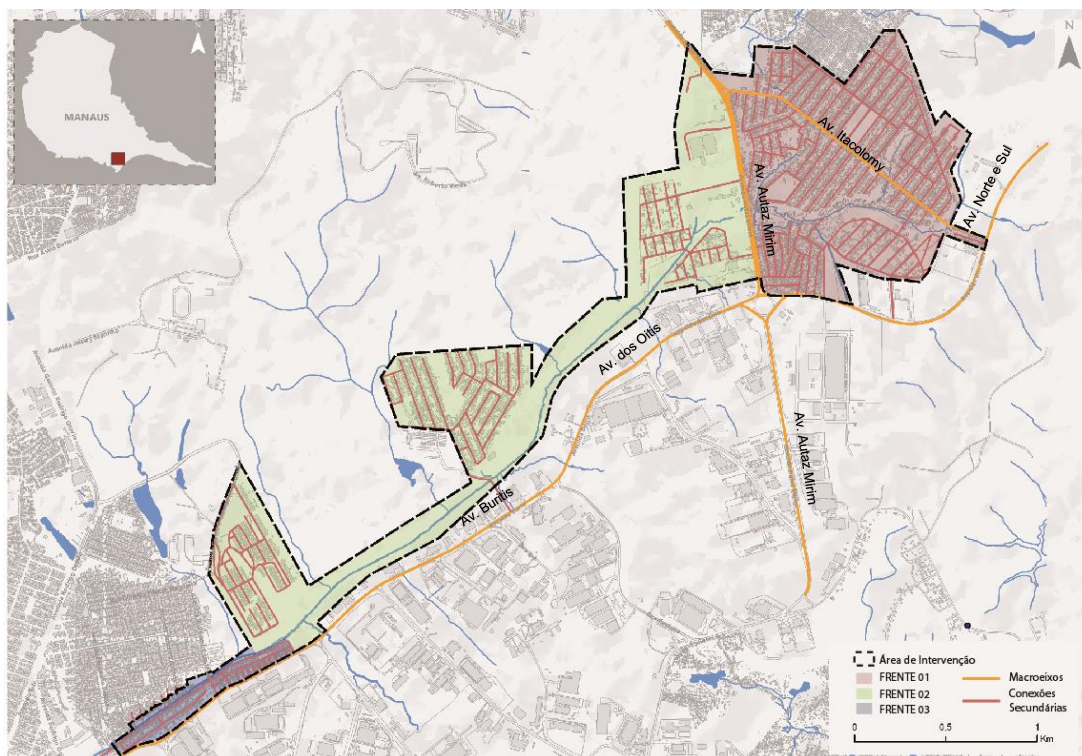 MANAUS
N
Av. Itacolomy
Av. Norte e Sul
Av. Autaz Mirim
Av. dos Oitis
Av. Autaz Mirim
Av. Buritis
Área de Intervenção
FRENTE 01
FRENTE 02
FRENTE 03
Macroeixos
Conexões
Secundárias
0
0,5
1
Km